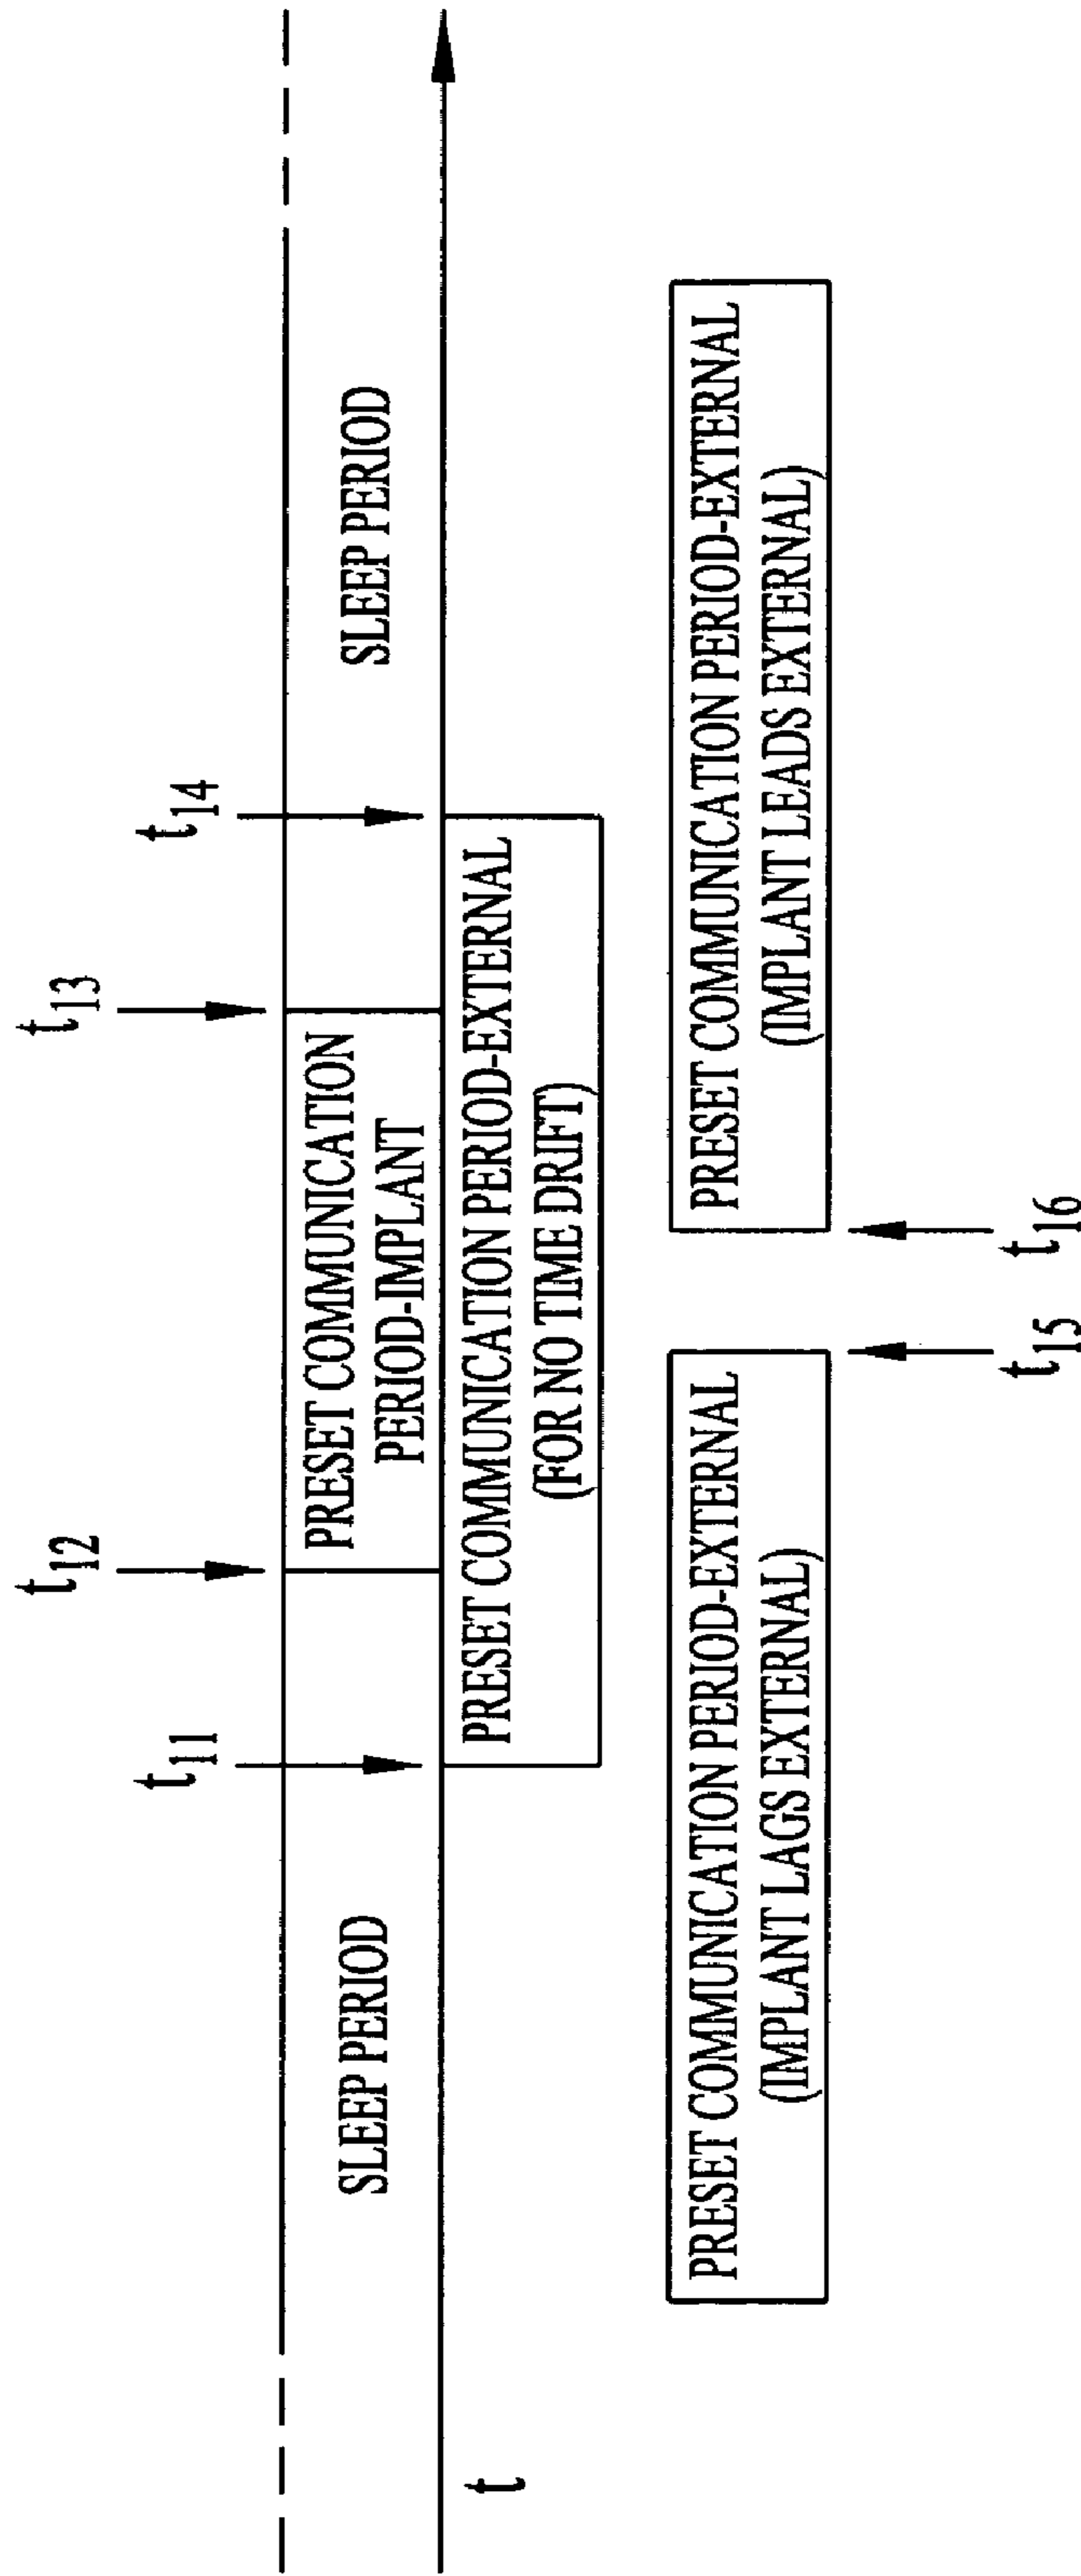 t11
t12
t13
t14
SLEEP PERIOD
PRESET COMMUNICATION
PERIOD-IMPLANT
SLEEP PERIOD
t
PRESET COMMUNICATION PERIOD-EXTERNAL
(FOR NO TIME DRIFT)
PRESET COMMUNICATION PERIOD-EXTERNAL
(IMPLANT LAGS EXTERNAL)
PRESET COMMUNICATION PERIOD-EXTERNAL
(IMPLANT LEADS EXTERNAL)
t15
t16